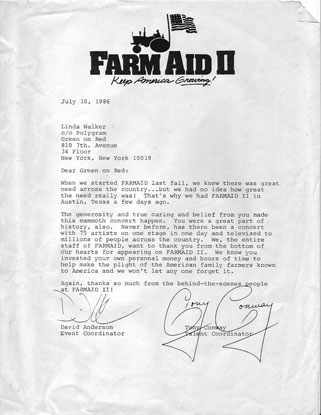 FARM AID II
Keep America Growing!
July 10, 1986
Linda Walker
c/o Polygram
Green on Red
810 7th. Avenue
34 Floor
New York, New York 10019
Dear Green on Red:
When we started FARMAID last fall, we knew there was great
need across the country...but we had no idea how great
the need really was! That's why we had FARMAID II in
Austin, Texas a few days ago.
The generosity and true caring and belief from you made
this mammoth concert happen. You were a great part of
history, also. Never before, has there been a concert
with 75 artists on one stage in one day and televised to
millions of people across the country. We, the entire
staff of FARMAID, want to thank you from the bottom of
our hearts for appearing on FARMAID II. We know you
invested your own personal money and hours of time to
help make the plight of the American family farmers known
to America and we won't let any one forget it.
Again, thanks so much from the behind-the-scenes people
at FARMAID II!
Tony Conway
David Anderson
Event Coordinator
Tony Conway
Talent Coordinator